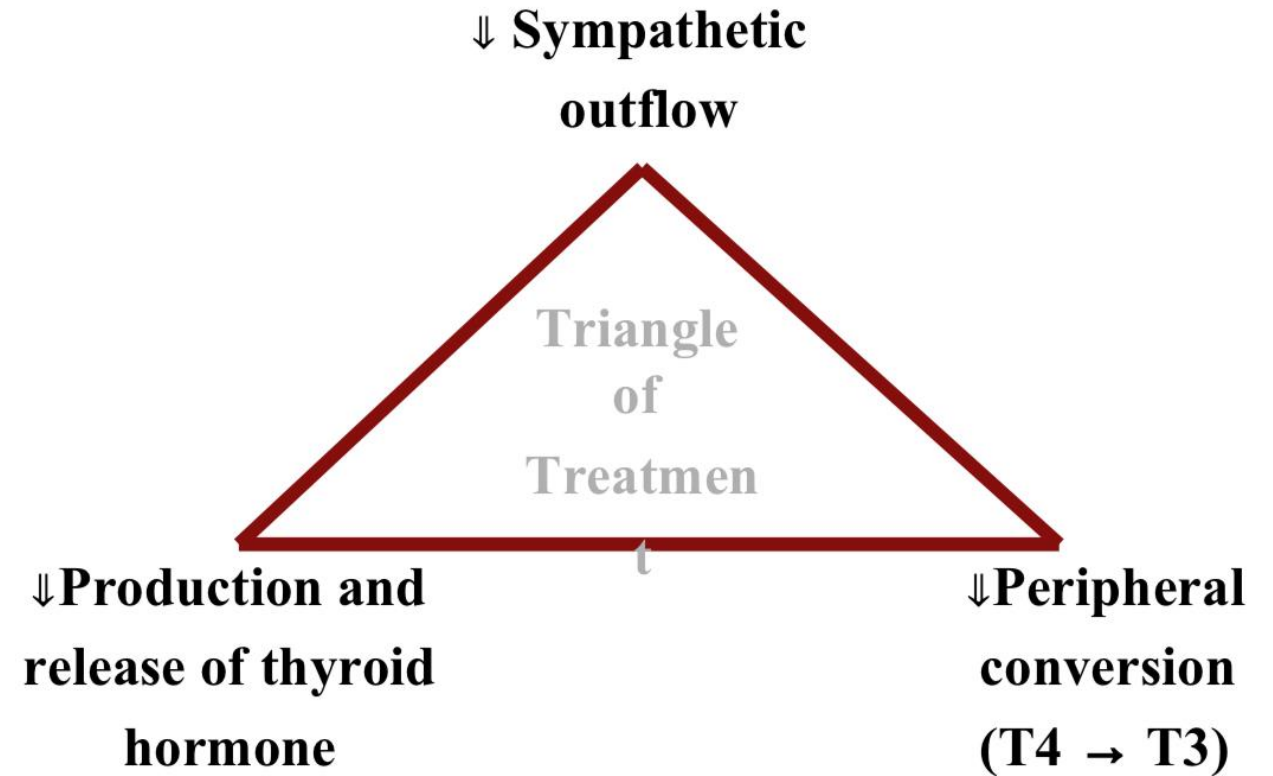 ⇓ Sympathetic
outflow
Triangle
of
Treatmen
t
⇓Production and
release of thyroid
hormone
⇓Peripheral
conversion
(T4 → T3)